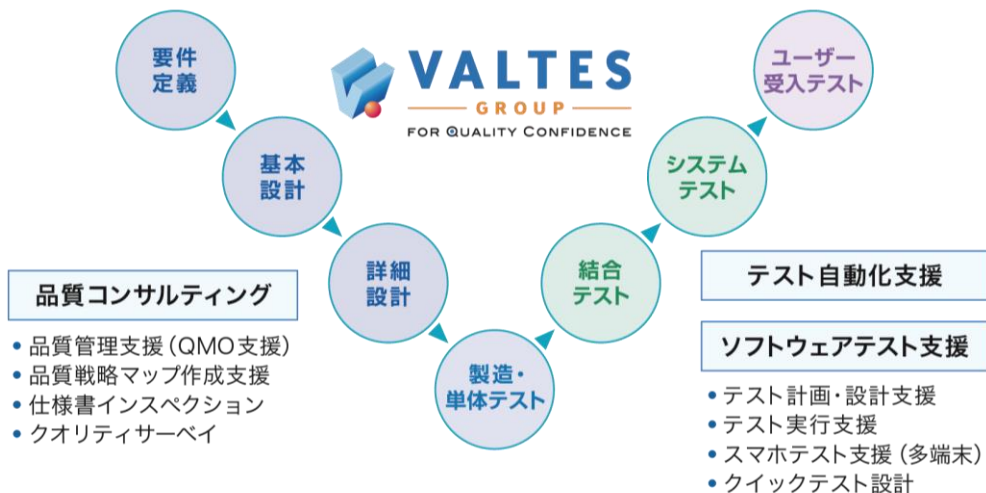 要件
定義
VALTES
GROUP
FOR QUALITY CONFIDENCE
ユーザー
受入テスト
基本
設計
システム
テスト
詳細
設計
結合
テスト
製造・
単体テスト
品質コンサルティング
• 品質管理支援（QMO支援）
• 品質戦略マップ作成支援
• 仕様書インスペクション
• クオリティサーベイ
テスト自動化支援
ソフトウェアテスト支援
• テスト計画・設計支援
• テスト実行支援
• スマホテスト支援（多端末）
• クイックテスト設計